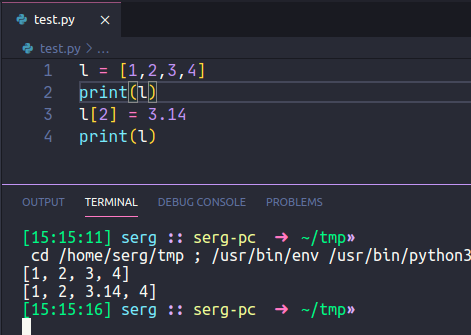 test.py
test.py > ...
1 l = [1,2,3,4]
2 print(l)
3 l[2] = 3.14
4 print(l)
OUTPUT TERMINAL DEBUG CONSOLE PROBLEMS
[15:15:11] serg :: serg-pc ➜ ~/tmp»
cd /home/serg/tmp ; /usr/bin/env /usr/bin/python3
[1, 2, 3, 4]
[1, 2, 3.14, 4]
[15:15:16] serg :: serg-pc ➜ ~/tmp»